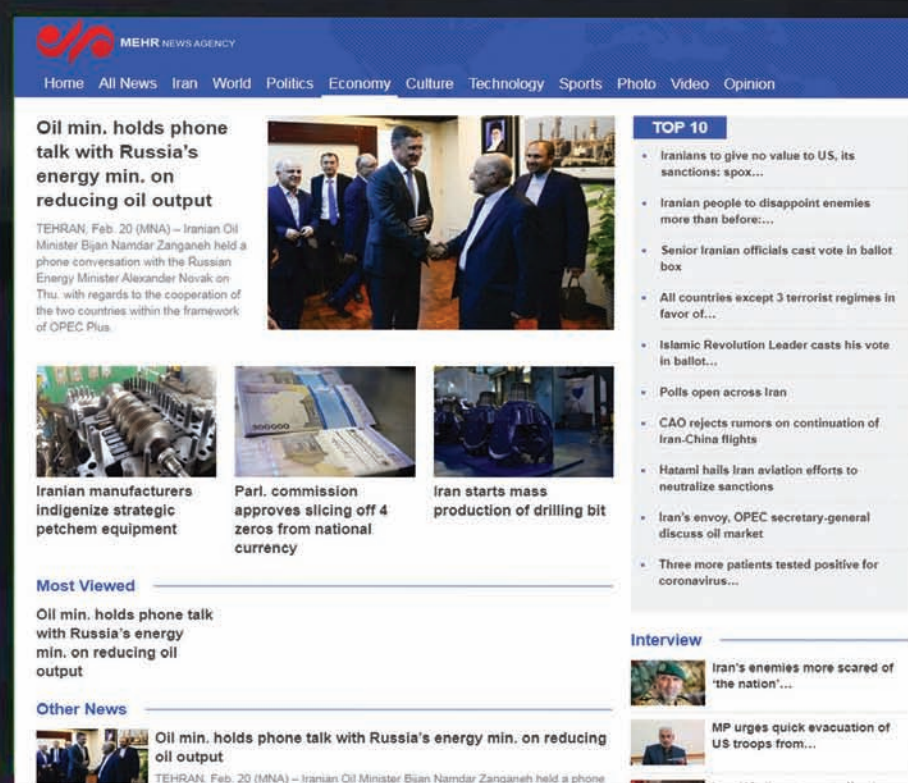 MEHR NEWS AGENCY
Home All News Iran World Politics Economy Culture Technology Sports Photo Video Opinion
Oil min. holds phone
talk with Russia's
energy min. on
reducing oil output
TEHRAN, Feb. 20 (MNA) – Iranian Oil
Minister Bijan Namdar Zanganeh held a
phone conversation with the Russian
Energy Minister Alexander Novak on
Thu. with regards to the cooperation of
the two countries within the framework
of OPEC Plus.
Iranian manufacturers
indigenize strategic
petchem equipment
Parl. commission
approves slicing off 4
zeros from national
currency
Iran starts mass
production of drilling bit
Most Viewed
Oil min. holds phone talk
with Russia's energy
min. on reducing oil
output
Other News
Oil min. holds phone talk with Russia's energy min. on reducing
oil output
TEHRAN, Feb. 20 (MNA) – Iranian Oil Minister Bijan Namdar Zanganeh held a phone
TOP 10
• Iranians to give no value to US, its
sanctions: spox...
• Iranian people to disappoint enemies
more than before:...
• Senior Iranian officials cast vote in ballot
box
• All countries except 3 terrorist regimes in
favor of...
• Islamic Revolution Leader casts his vote
in ballot...
• Polls open across Iran
• CAO rejects rumors on continuation of
Iran-China flights
• Hatami hails Iran aviation efforts to
neutralize sanctions
• Iran's envoy, OPEC secretary-general
discuss oil market
• Three more patients tested positive for
coronavirus...
Interview
Iran's enemies more scared of
'the nation'...
MP urges quick evacuation of
US troops from...